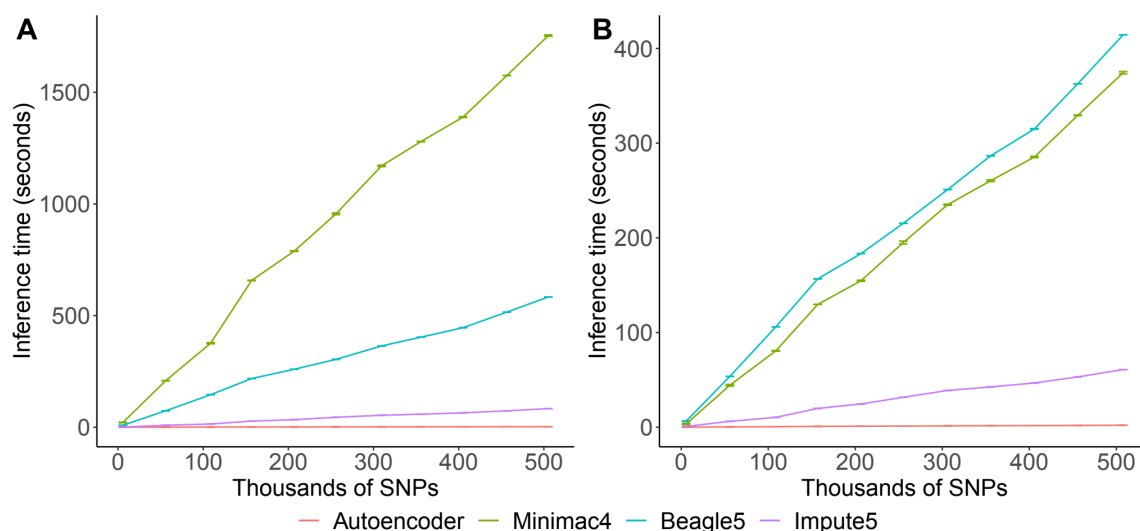 A
Inference time (seconds)
1500
1000
500
0
0 100 200 300 400 500
Thousands of SNPs
B
Inference time (seconds)
400
300
200
100
0
0 100 200 300 400 500
Thousands of SNPs
Autoencoder Minimac4 Beagle5 Impute5